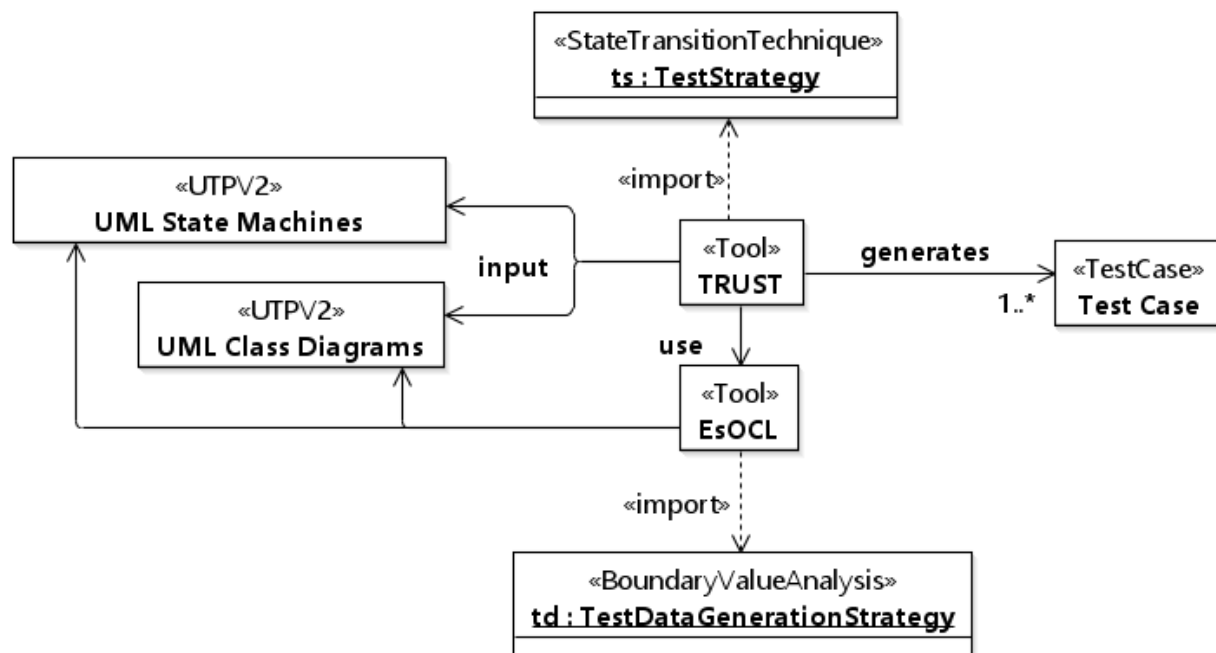 «StateTransitionTechnique»
ts : TestStrategy
«import»
«UTPV2»
UML State Machines
input
«UTPV2»
UML Class Diagrams
«Tool»
TRUST
generates
1..*
«TestCase»
Test Case
use
«Tool»
EsOCL
«import»
«BoundaryValueAnalysis»
td : TestDataGenerationStrategy